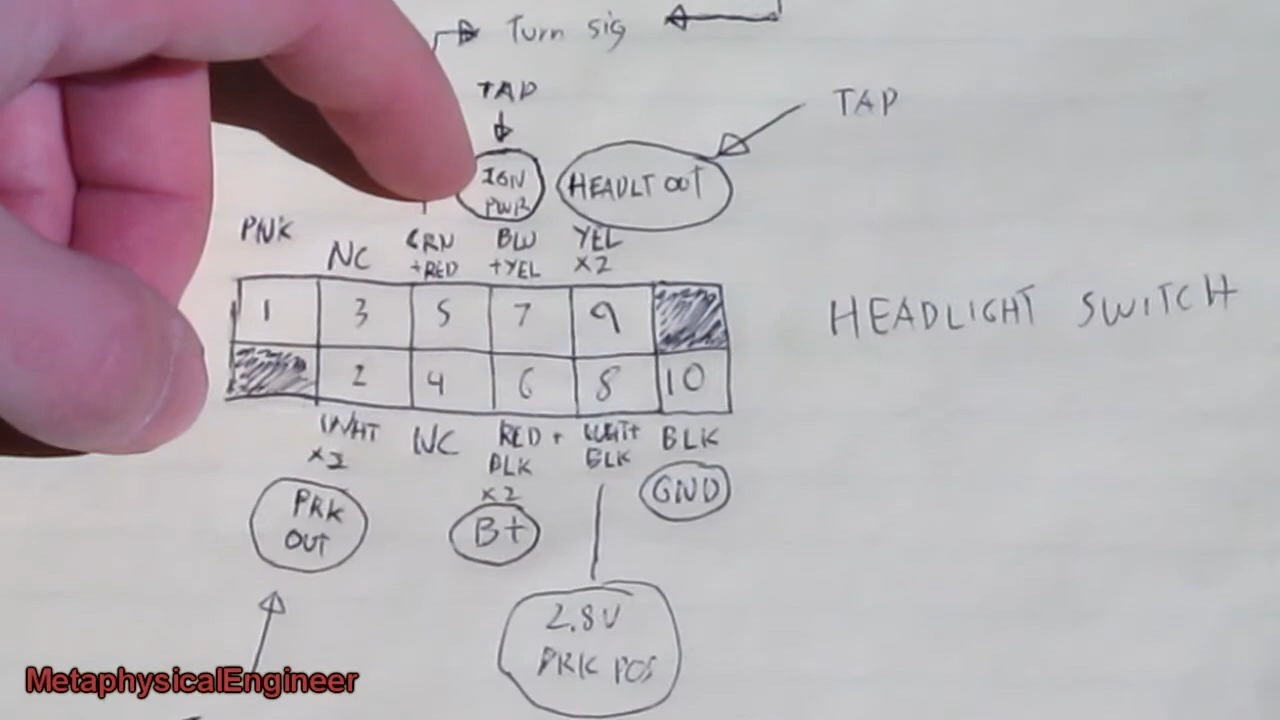 Turn sig
TAP
TAP
IGN
PWR
HEADLT OUT
PNK
NC
GRN
+RED
BLU
+YEL
YEL
X2
1 3 5 7 9
HEADLIGHT SWITCH
2 4 6 8 10
WHT
X2
NC
RED +
BLK
X2
WHT+
BLK
BLK
PRK
OUT
B+
GND
2.8V
PRK POS
MetaphysicalEngineer